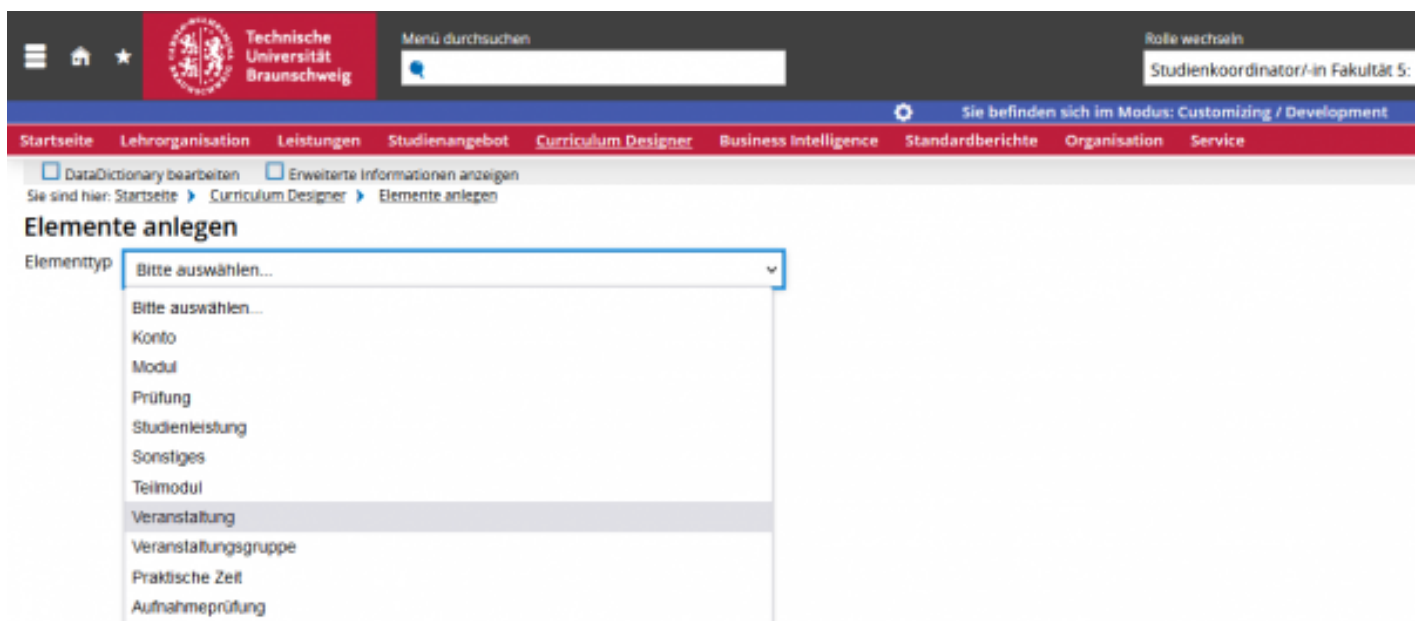 Technische
Universität
Braunschweig
Menü durchsuchen
Rolle wechseln
Studienkoordinator/-in Fakultät 5:
Sie befinden sich im Modus: Customizing / Development
Startseite Lehrorganisation Leistungen Studienangebot Curriculum Designer Business Intelligence Standardberichte Organisation Service
DataDictionary bearbeiten Erweiterte Informationen anzeigen
Sie sind hier: Startseite Curriculum Designer Elemente anlegen
Elemente anlegen
Elementtyp Bitte auswählen...
Bitte auswählen...
Konto
Modul
Prüfung
Studienleistung
Sonstiges
Teilmodul
Veranstaltung
Veranstaltungsgruppe
Praktische Zeit
Aufnahmeprüfung